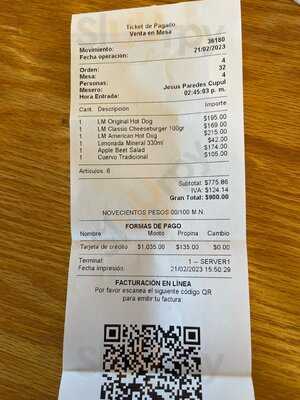 Ticket de Pagado
Venta en Mesa
Movimiento: 36180
Fecha operación: 21/02/2023
Orden: 4
Mesa: 37
Personas: 4
Mesero: Jesus Paredes Cupul
Hora Entrada: 02:45:03 p. m.
Cant. Descripción Importe
1 LM Original Hot Dog $195.00
1 LM Classic Cheeseburger 100gr $169.00
1 LM American Hot Dog $215.00
1 Limonada Mineral 330ml $42.00
1 Apple Beet Salad $174.00
1 Cuervo Tradicional $105.00
Artículos: 6
Subtotal: $775.86
IVA: $124.14
Gran Total: $900.00
NOVECIENTOS PESOS 00/100 M.N.
FORMAS DE PAGO
Nombre Monto Propina Cambio
Tarjeta de crédito $1,035.00 $135.00 $0.00
Terminal: 1 -- SERVER1
Fecha impresión: 21/02/2023 15:50:29
FACTURACIÓN EN LÍNEA
Por favor escanea el siguiente código QR
para emitir tu factura